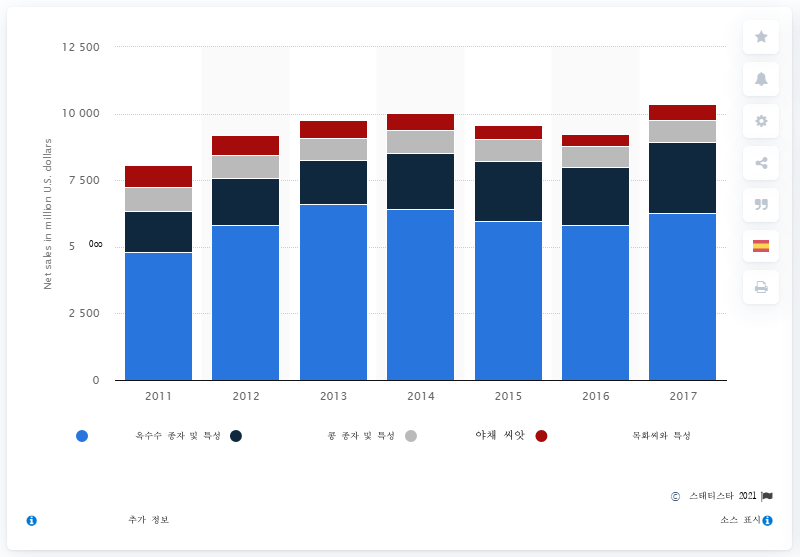 12 500
10 000
7 500
5 000
2 500
0
Net sales in million U.S. dollars
2011 2012 2013 2014 2015 2016 2017
옥수수 종자 및 특성 콩 종자 및 특성 야채 씨앗 목화씨와 특성
© 스태티스타 2021
추가 정보 소스 표시